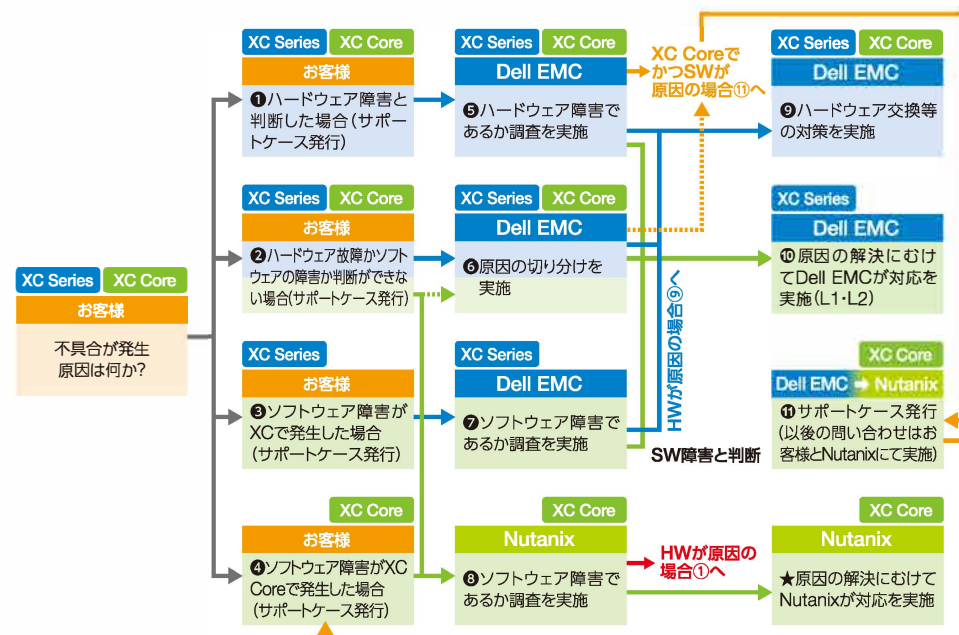 XC Series XC Core
お客様
不具合が発生
原因は何か?
XC Series XC Core
お客様
❶ハードウェア障害と
判断した場合(サポー
トケース発行)
XC Series XC Core
お客様
❷ハードウェア故障かソフト
ウェアの障害か判断ができな
い場合(サポートケース発行)
XC Series
お客様
❸ソフトウェア障害が
XCで発生した場合
(サポートケース発行)
XC Core
お客様
❹ソフトウェア障害がXC
Coreで発生した場合
(サポートケース発行)
XC Series XC Core
Dell EMC
❺ハードウェア障害で
あるか調査を実施
XC Series XC Core
Dell EMC
❻原因の切り分けを
実施
XC Series
Dell EMC
❼ソフトウェア障害で
あるか調査を実施
XC Core
Nutanix
❽ソフトウェア障害で
あるか調査を実施
XC Coreで
かつSWが
原因の場合⑪へ
HWが原因の場合⑨へ
SW障害と判断
HWが原因の
場合①へ
XC Series XC Core
Dell EMC
❾ハードウェア交換等
の対策を実施
XC Series
Dell EMC
❿原因の解決にむけ
てDell EMCが対応を
実施(L1・L2)
XC Core
Dell EMC ➡ Nutanix
⓫サポートケース発行
(以後の問い合わせはお
客様とNutanixにて実施)
XC Core
Nutanix
★原因の解決にむけて
Nutanixが対応を実施